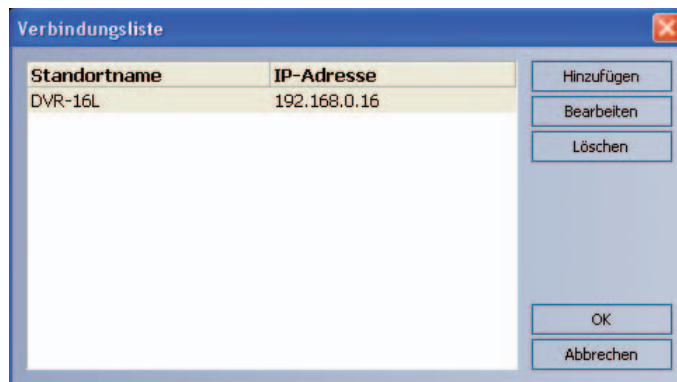 Verbindungsliste
Standortname IP-Adresse
DVR-16L 192.168.0.16
Hinzufügen
Bearbeiten
Löschen
OK
Abbrechen